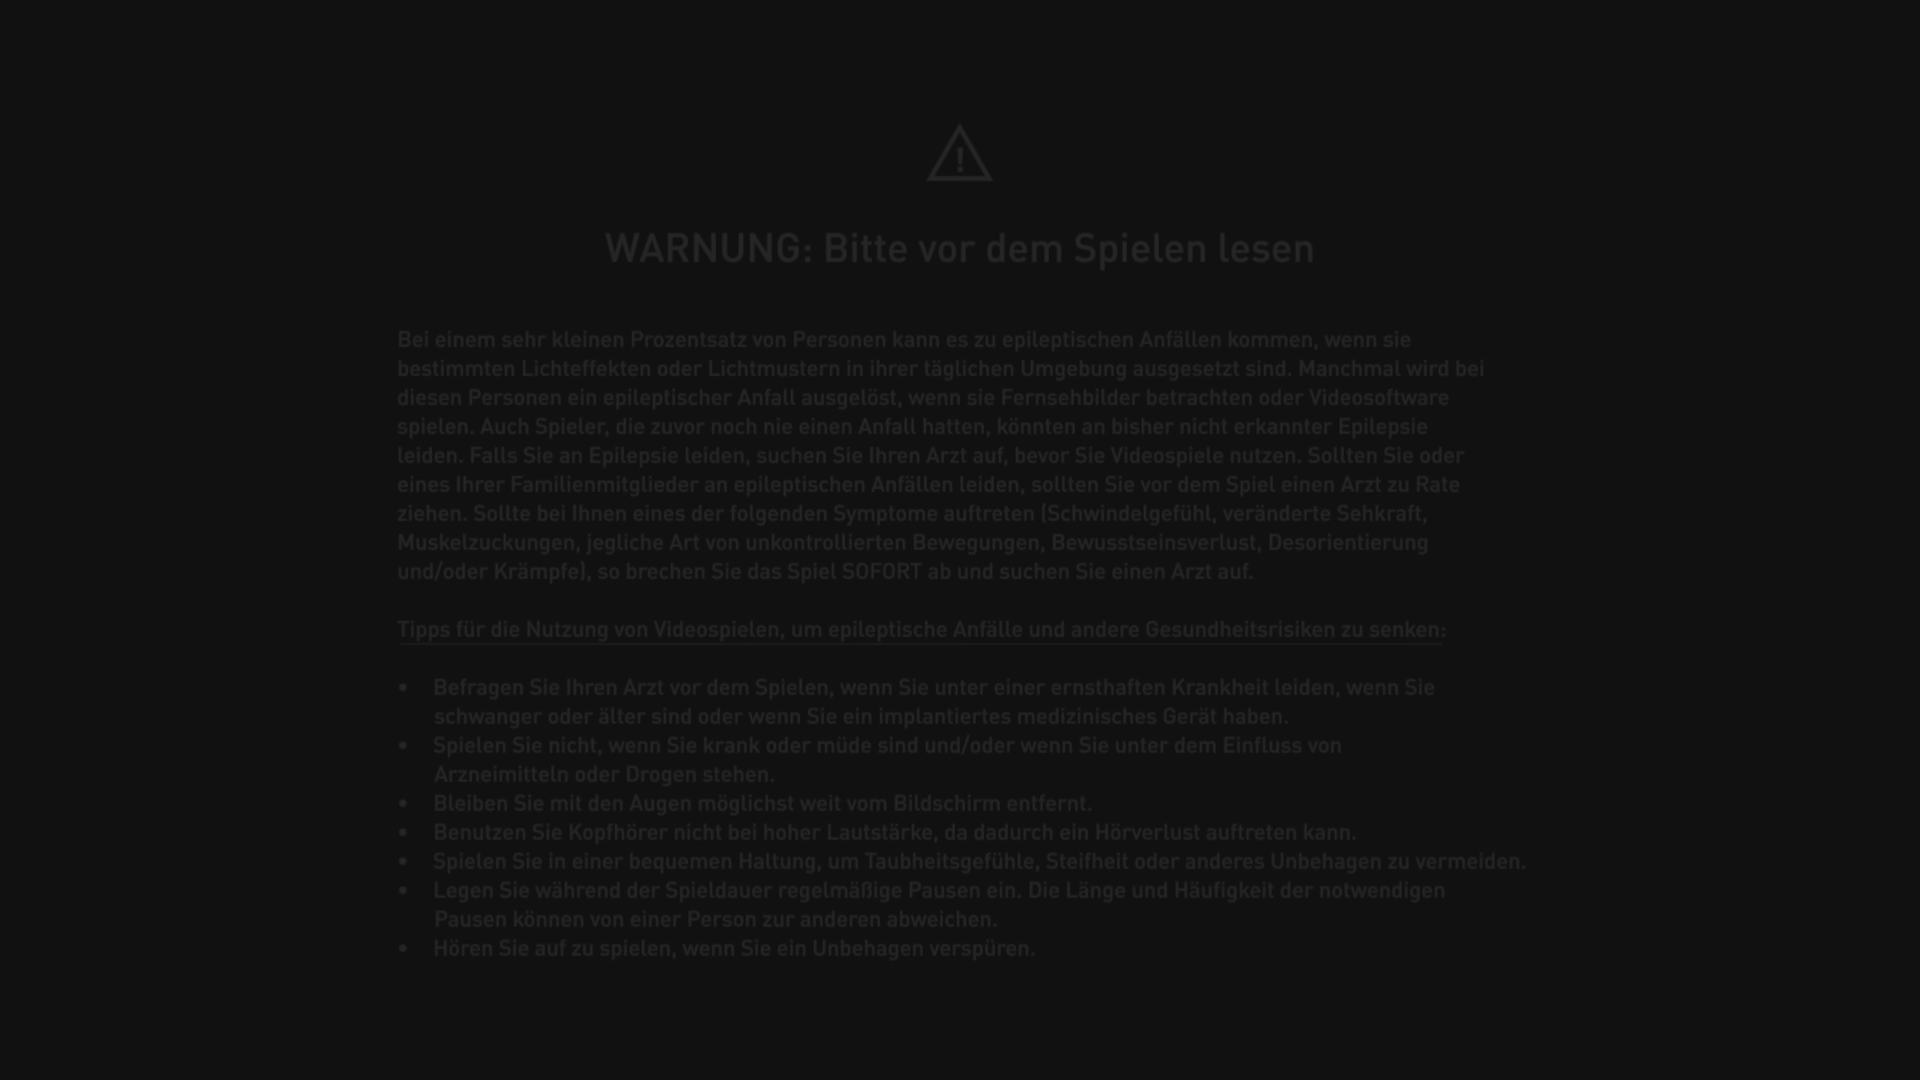 WARNUNG: Bitte vor dem Spielen lesen
Bei einem sehr kleinen Prozentsatz von Personen kann es zu epileptischen Anfällen kommen, wenn sie
bestimmten Lichteffekten oder Lichtmustern in ihrer täglichen Umgebung ausgesetzt sind. Manchmal wird bei
diesen Personen ein epileptischer Anfall ausgelöst, wenn sie Fernsehbilder betrachten oder Videosoftware
spielen. Auch Spieler, die zuvor noch nie einen Anfall hatten, könnten an bisher nicht erkannter Epilepsie
leiden. Falls Sie an Epilepsie leiden, suchen Sie Ihren Arzt auf, bevor Sie Videospiele nutzen. Sollten Sie oder
eines Ihrer Familienmitglieder an epileptischen Anfällen leiden, sollten Sie vor dem Spiel einen Arzt zu Rate
ziehen. Sollte bei Ihnen eines der folgenden Symptome auftreten (Schwindelgefühl, veränderte Sehkraft,
Muskelzuckungen, jegliche Art von unkontrollierten Bewegungen, Bewusstseinsverlust, Desorientierung
und/oder Krämpfe), so brechen Sie das Spiel SOFORT ab und suchen Sie einen Arzt auf.
Tipps für die Nutzung von Videospielen, um epileptische Anfälle und andere Gesundheitsrisiken zu senken:
• Befragen Sie Ihren Arzt vor dem Spielen, wenn Sie unter einer ernsthaften Krankheit leiden, wenn Sie
schwanger oder älter sind oder wenn Sie ein implantiertes medizinisches Gerät haben.
• Spielen Sie nicht, wenn Sie krank oder müde sind und/oder wenn Sie unter dem Einfluss von
Arzneimitteln oder Drogen stehen.
• Bleiben Sie mit den Augen möglichst weit vom Bildschirm entfernt.
• Benutzen Sie Kopfhörer nicht bei hoher Lautstärke, da dadurch ein Hörverlust auftreten kann.
• Spielen Sie in einer bequemen Haltung, um Taubheitsgefühle, Steifheit oder anderes Unbehagen zu vermeiden.
• Legen Sie während der Spieldauer regelmäßige Pausen ein. Die Länge und Häufigkeit der notwendigen
Pausen können von einer Person zur anderen abweichen.
• Hören Sie auf zu spielen, wenn Sie ein Unbehagen verspüren.